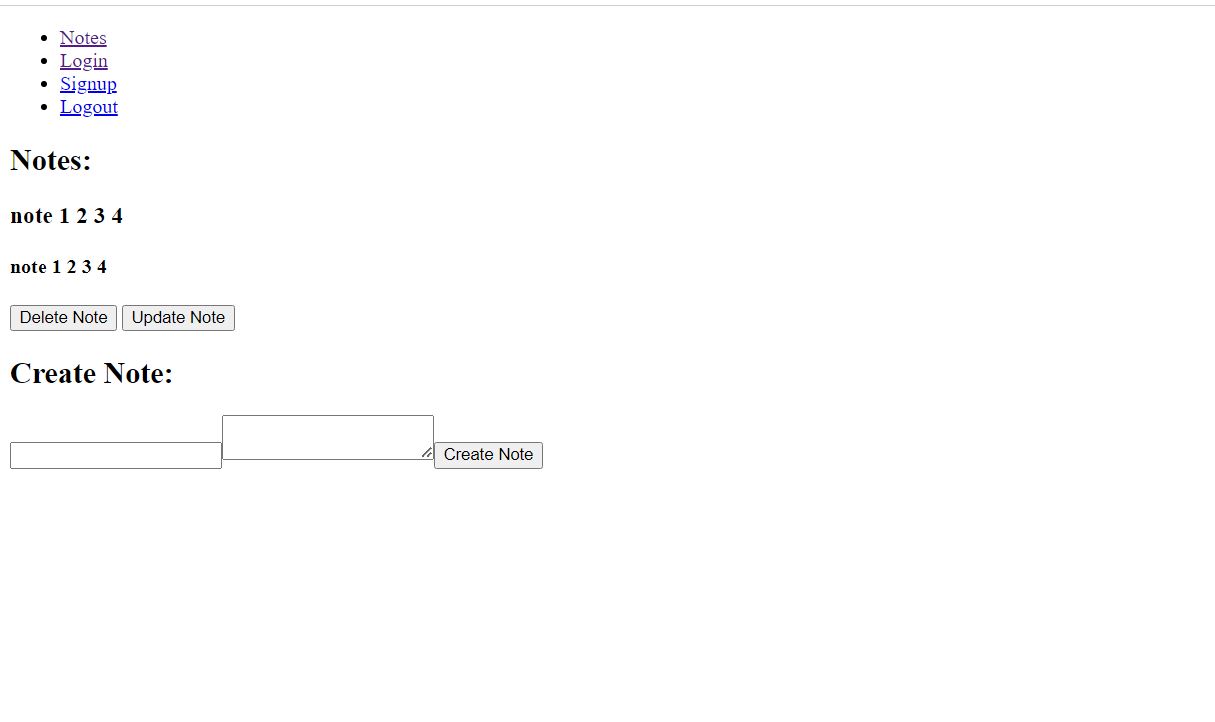 Notes
Login
Signup
Logout
Notes:
note 1 2 3 4
note 1 2 3 4
Delete Note Update Note
Create Note:
Create Note